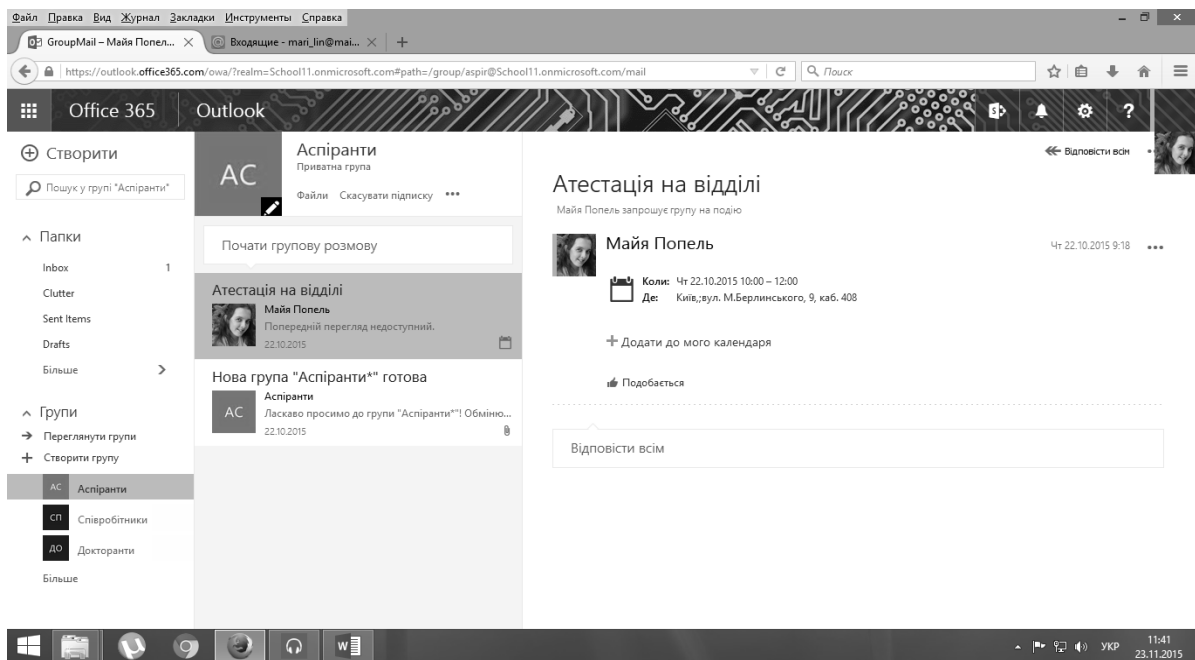 Файл Правка Вид Журнал Закладки Инструменты Справка
GroupMail – Майя Попел...
Входящие - mari_lin@mai...
https://outlook.office365.com/owa/?realm=School11.onmicrosoft.com#path=/group/aspir@School11.onmicrosoft.com/mail
Поиск
Office 365
Outlook
?
Створити
Пошук у групі "Аспіранти"
Папки
Inbox 1
Clutter
Sent Items
Drafts
Більше
Групи
Переглянути групи
Створити групу
АС Аспіранти
СП Співробітники
ДО Докторанти
Більше
АС
Аспіранти
Приватна група
Файли Скасувати підписку
Почати групову розмову
Атестація на відділі
Майя Попель
Попередній перегляд недоступний.
22.10.2015
Нова група "Аспіранти*" готова
АС
Аспіранти
Ласкаво просимо до групи "Аспіранти*"! Обміню...
22.10.2015
Відповісти всім
Атестація на відділі
Майя Попель запрошує групу на подію
Майя Попель
Чт 22.10.2015 9:18
Коли: Чт 22.10.2015 10:00 – 12:00
Де: Київ,;вул. М.Берлинського, 9, каб. 408
Додати до мого календаря
Подобається
Відповісти всім
УКР
11:41
23.11.2015